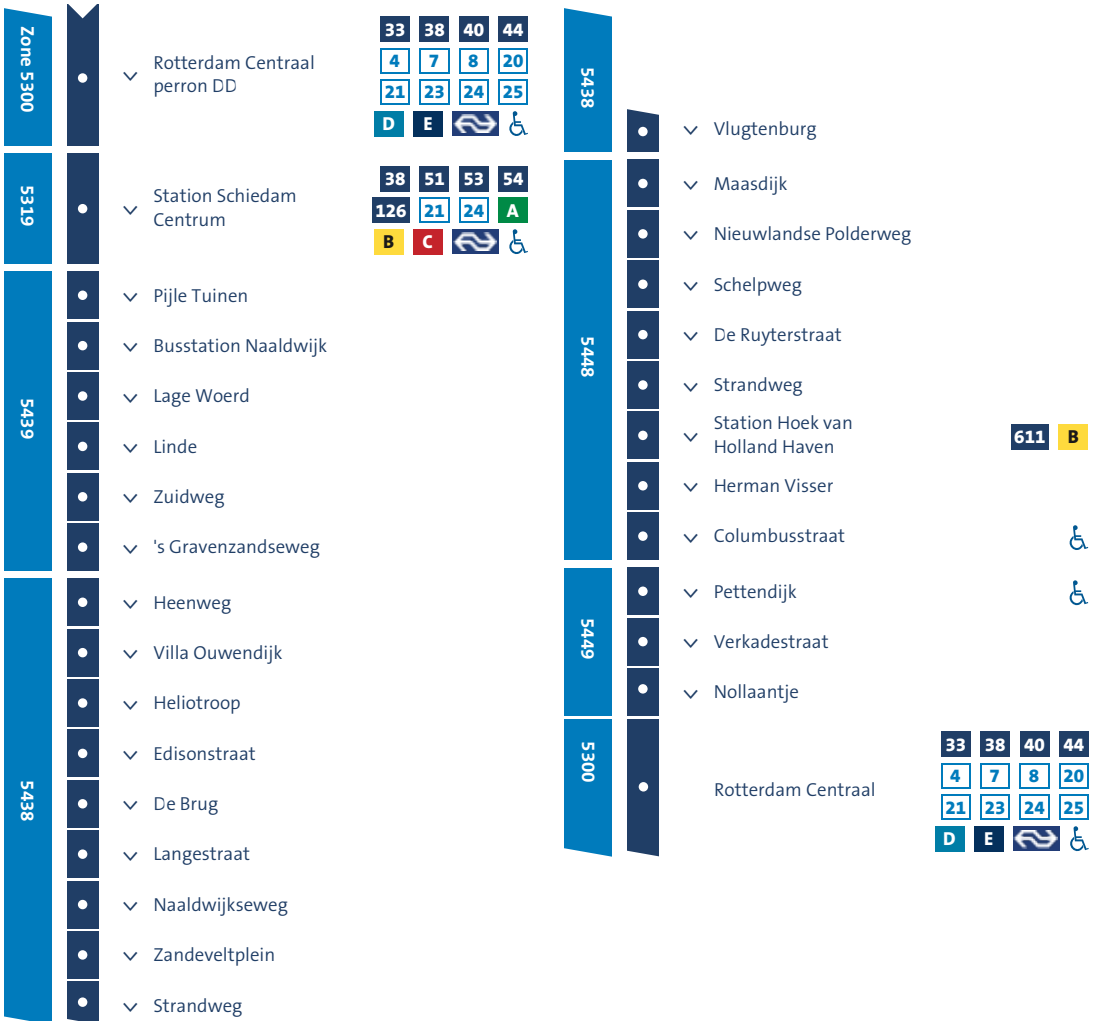 Zone 5300
Rotterdam Centraal
perron DD
33 38 40 44
4 7 8 20
21 23 24 25
D E
5319
Station Schiedam
Centrum
38 51 53 54
126 21 24 A
B C
5439
Pijle Tuinen
Busstation Naaldwijk
Lage Woerd
Linde
Zuidweg
's Gravenzandseweg
5438
Heenweg
Villa Ouwendijk
Heliotroop
Edisonstraat
De Brug
Langestraat
Naaldwijkseweg
Zandeveltplein
Strandweg
5438
Vlugtenburg
5448
Maasdijk
Nieuwlandse Polderweg
Schelpweg
De Ruyterstraat
Strandweg
Station Hoek van
Holland Haven
611 B
Herman Visser
Columbusstraat
5449
Pettendijk
Verkadestraat
Nollaantje
5300
Rotterdam Centraal
33 38 40 44
4 7 8 20
21 23 24 25
D E